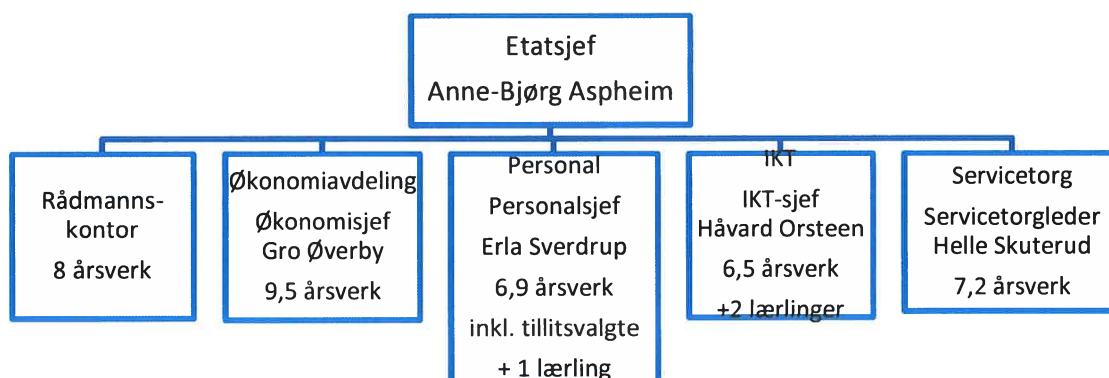 Etatsjef
Anne-Bjørg Aspheim
Rådmanns-
kontor
8 årsverk
Økonomiavdeling
Økonomisjef
Gro Øverby
9,5 årsverk
Personal
Personalsjef
Erla Sverdrup
6,9 årsverk
inkl. tillitsvalgte
+ 1 lærling
IKT
IKT-sjef
Håvard Orsteen
6,5 årsverk
+2 lærlinger
Servicetorg
Servicetorgleder
Helle Skuterud
7,2 årsverk